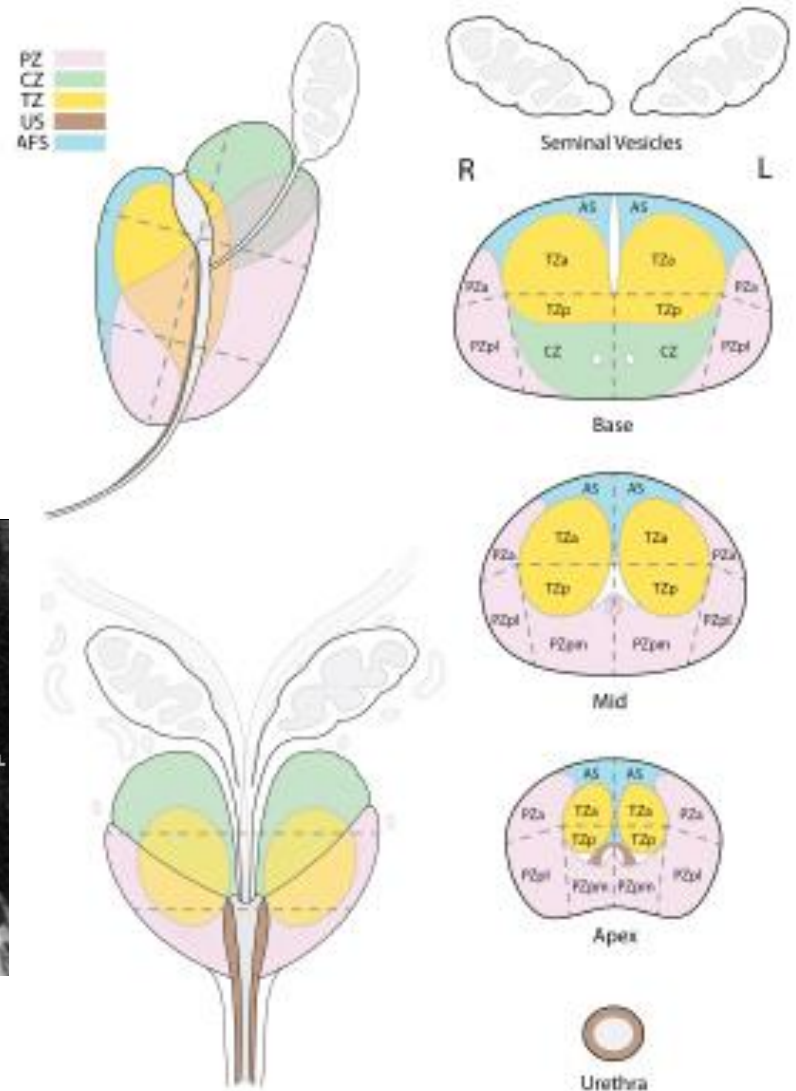 PZ
CZ
TZ
US
AFS
Seminal Vesicles
R L
AS AS
TZa TZa
PZa PZa
TZp TZp
PZpl CZ CZ PZpl
Base
AS AS
TZa TZa
PZa PZa
TZp TZp
PZpl PZpl
PZpm PZpm
Mid
AS AS
PZa TZa TZa PZa
TZp TZp
PZpl PZpm PZpm PZpl
Apex
Urethra